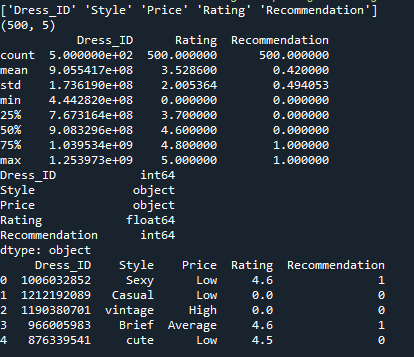 ['Dress_ID' 'Style' 'Price' 'Rating' 'Recommendation']
(500, 5)
Dress_ID Rating Recommendation
count 5.000000e+02 500.000000 500.000000
mean 9.055417e+08 3.528600 0.420000
std 1.736190e+08 2.005364 0.494053
min 4.442820e+08 0.000000 0.000000
25% 7.673164e+08 3.700000 0.000000
50% 9.083296e+08 4.600000 0.000000
75% 1.039534e+09 4.800000 1.000000
max 1.253973e+09 5.000000 1.000000
Dress_ID int64
Style object
Price object
Rating float64
Recommendation int64
dtype: object
Dress_ID Style Price Rating Recommendation
0 1006032852 Sexy Low 4.6 1
1 1212192089 Casual Low 0.0 0
2 1190380701 vintage High 0.0 0
3 966005983 Brief Average 4.6 1
4 876339541 cute Low 4.5 0